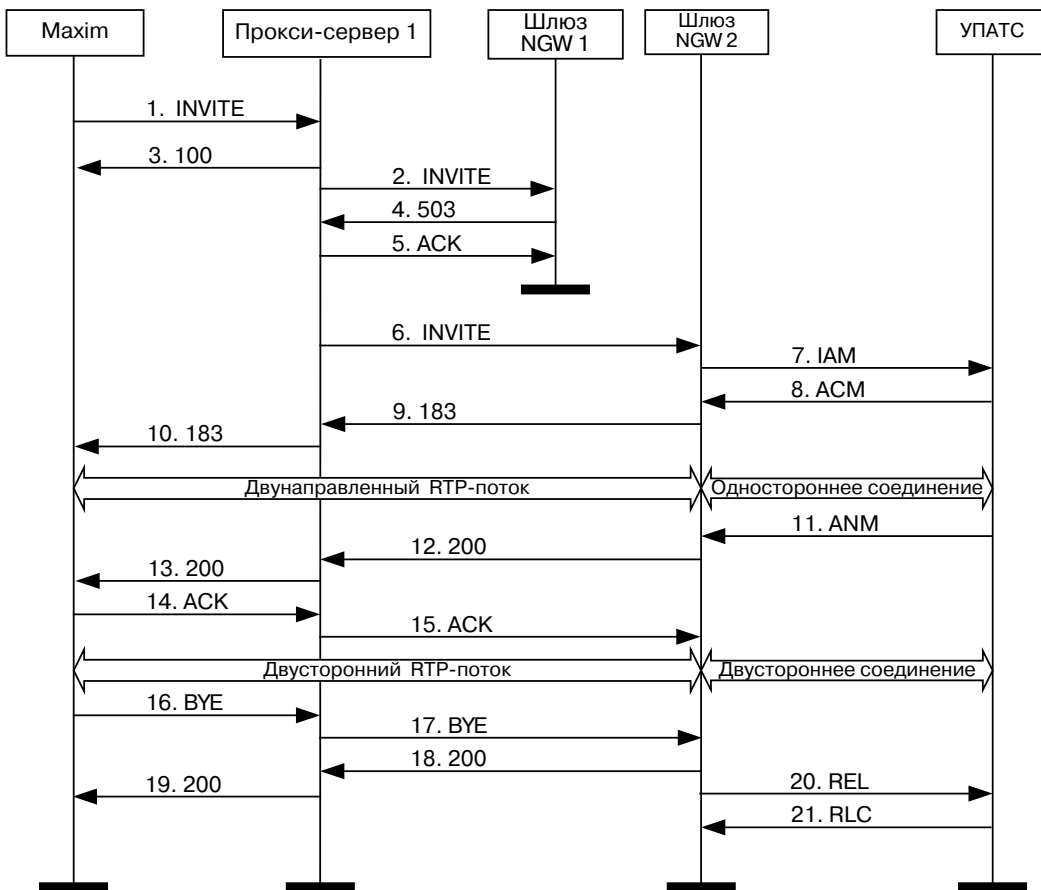 Maxim
Прокси-сервер 1
Шлюз
NGW 1
Шлюз
NGW 2
УПАТС
1. INVITE
3. 100
2. INVITE
4. 503
5. ACK
6. INVITE
7. IAM
8. ACM
9. 183
10. 183
Двунаправленный RTP-поток
Одностороннее соединение
11. ANM
12. 200
13. 200
14. ACK
15. ACK
Двусторонний RTP-поток
Двустороннее соединение
16. BYE
17. BYE
18. 200
19. 200
20. REL
21. RLC